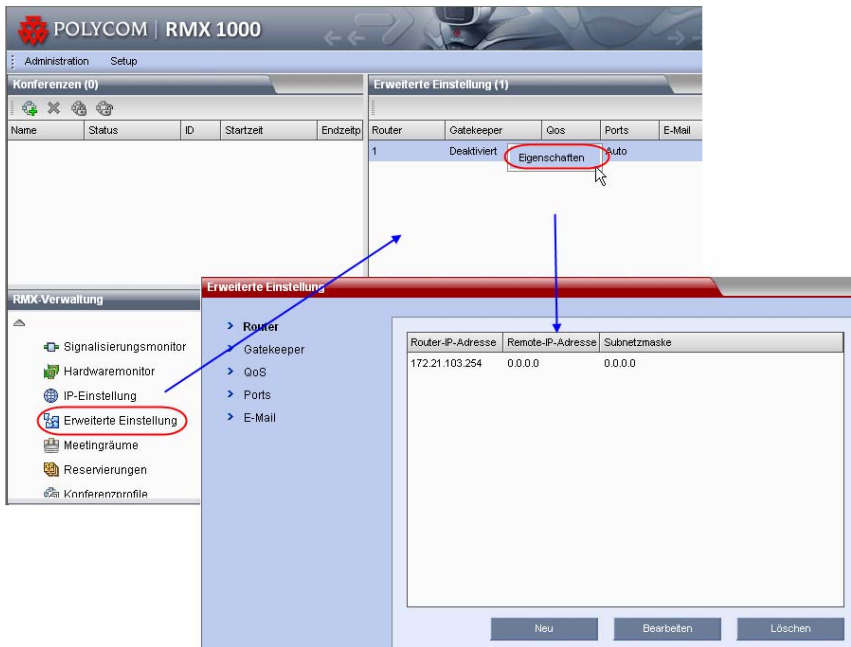 POLYCOM | RMX 1000
Administration Setup
Konferenzen (0)
Name Status ID Startzeit Endzeitp
Erweiterte Einstellung (1)
Router Gatekeeper Qos Ports E-Mail
1 Deaktiviert Auto
Eigenschaften
RMX-Verwaltung
Signalisierungsmonitor
Hardwaremonitor
IP-Einstellung
Erweiterte Einstellung
Meetingräume
Reservierungen
Konferenzprofile
Erweiterte Einstellung
Router
Gatekeeper
QoS
Ports
E-Mail
Router-IP-Adresse Remote-IP-Adresse Subnetzmaske
172.21.103.254 0.0.0.0 0.0.0.0
Neu Bearbeiten Löschen